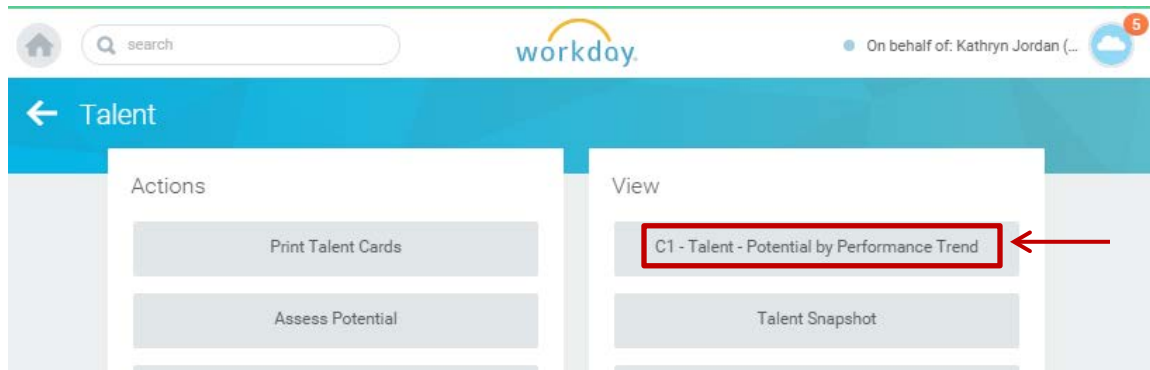 search
workday.
On behalf of: Kathryn Jordan (...
5
Talent
Actions
Print Talent Cards
Assess Potential
View
C1 - Talent - Potential by Performance Trend
Talent Snapshot